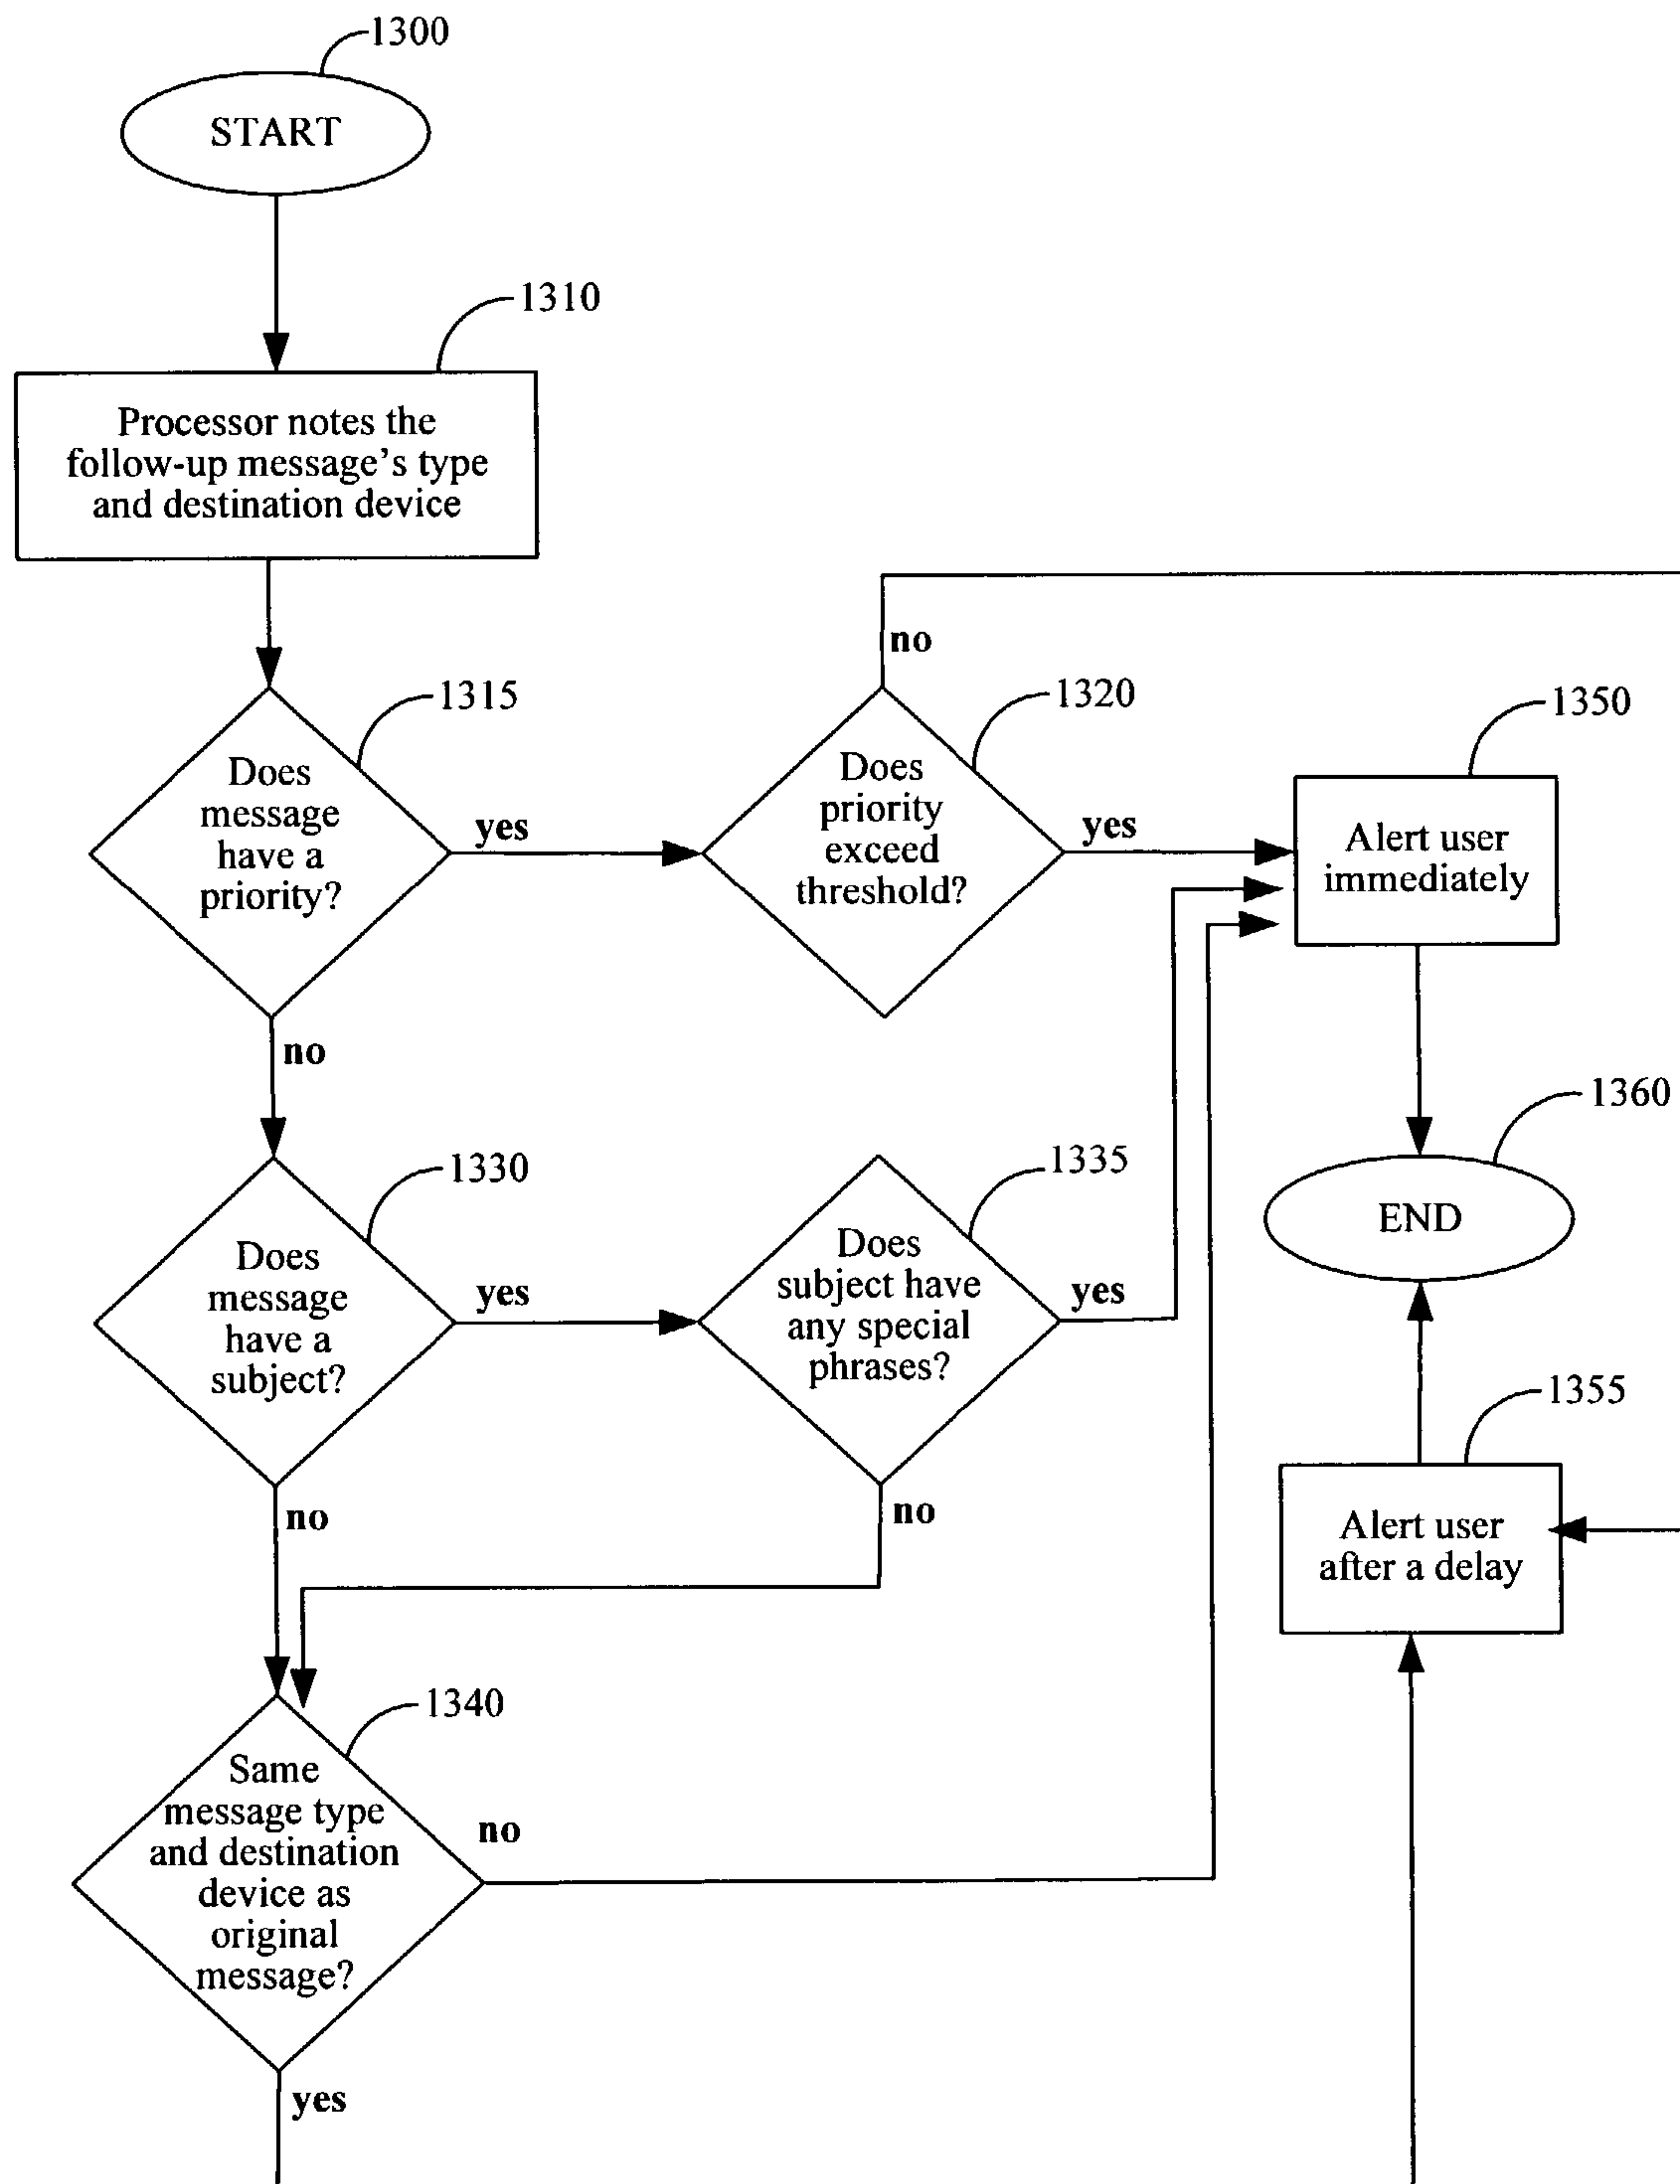 1300
START
1310
Processor notes the
follow-up message's type
and destination device
no
1315
1320
1350
Does
message
have a
priority?
yes
Does
priority
exceed
threshold?
yes
Alert user
immediately
no
1360
1330
1335
END
Does
message
have a
subject?
yes
Does
subject have
any special
phrases?
yes
1355
no
no
Alert user
after a delay
1340
Same
message type
and destination
device as
original
message?
no
yes